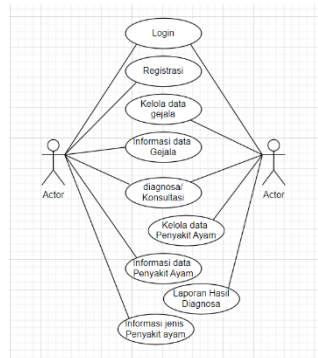 Login
Registrasi
Kelola data
gejala
Informasi data
Gejala
Actor
Actor
diagnosa/
Konsultasi
Kelola data
Penyakit Ayam
Informasi data
Penyakit Ayam
Laporan Hasil
Diagnosa
Informasi jenis
Penyakit ayam